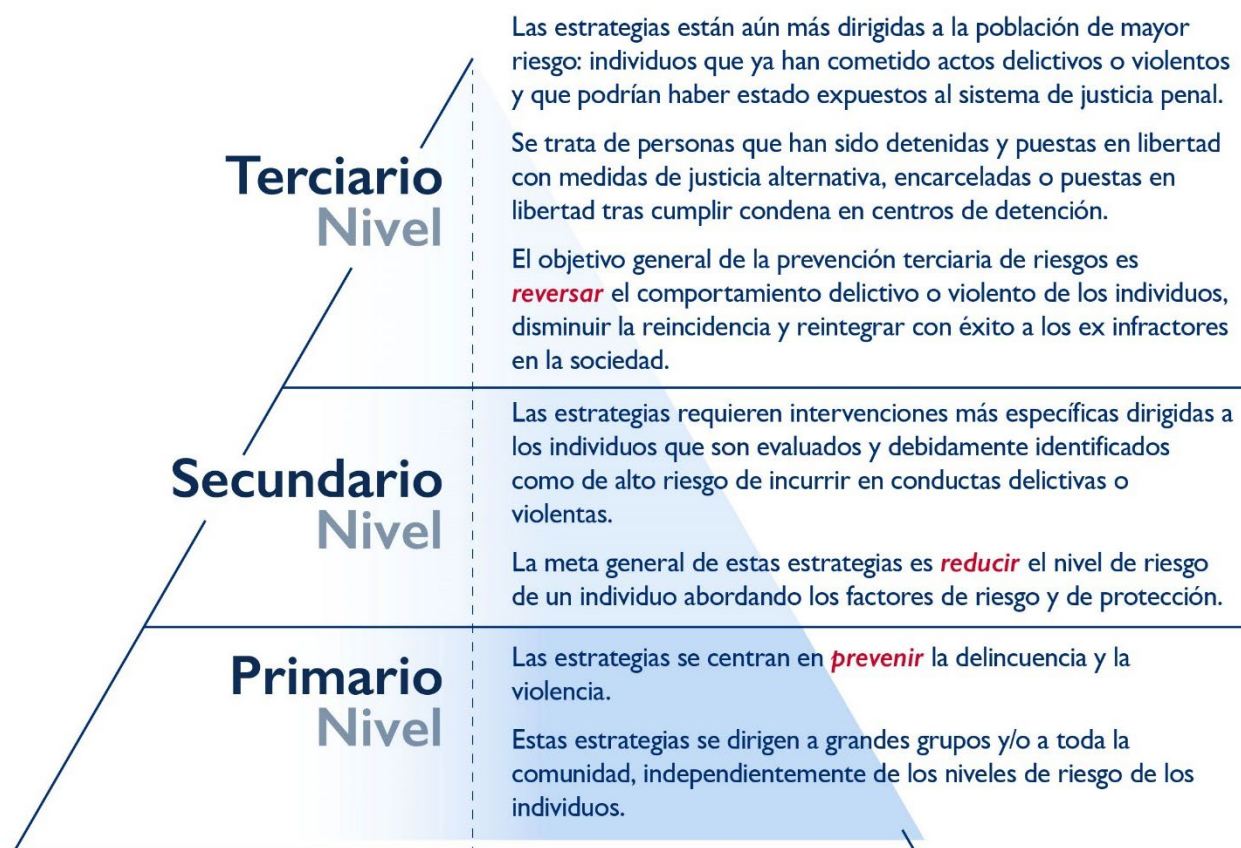 Las estrategias están aún más dirigidas a la población de mayor
riesgo: individuos que ya han cometido actos delictivos o violentos
y que podrían haber estado expuestos al sistema de justicia penal.
Terciario
Nivel
Se trata de personas que han sido detenidas y puestas en libertad
con medidas de justicia alternativa, encarceladas o puestas en
libertad tras cumplir condena en centros de detención.
El objetivo general de la prevención terciaria de riesgos es
reversar el comportamiento delictivo o violento de los individuos,
disminuir la reincidencia y reintegrar con éxito a los ex infractores
en la sociedad.
Secundario
Nivel
Las estrategias requieren intervenciones más específicas dirigidas a
los individuos que son evaluados y debidamente identificados
como de alto riesgo de incurrir en conductas delictivas o
violentas.
La meta general de estas estrategias es reducir el nivel de riesgo
de un individuo abordando los factores de riesgo y de protección.
Primario
Nivel
Las estrategias se centran en prevenir la delincuencia y la
violencia.
Estas estrategias se dirigen a grandes grupos y/o a toda la
comunidad, independientemente de los niveles de riesgo de los
individuos.